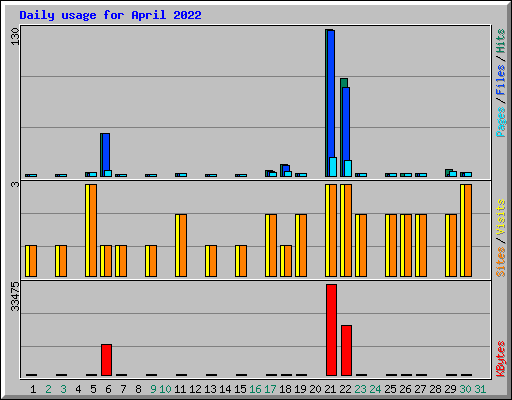 Daily usage for April 2022
130
Pages / Files / Hits
3
Sites / Visits
33475
KBytes
1 2 3 4 5 6 7 8 9 10 11 12 13 14 15 16 17 18 19 20 21 22 23 24 25 26 27 28 29 30 31